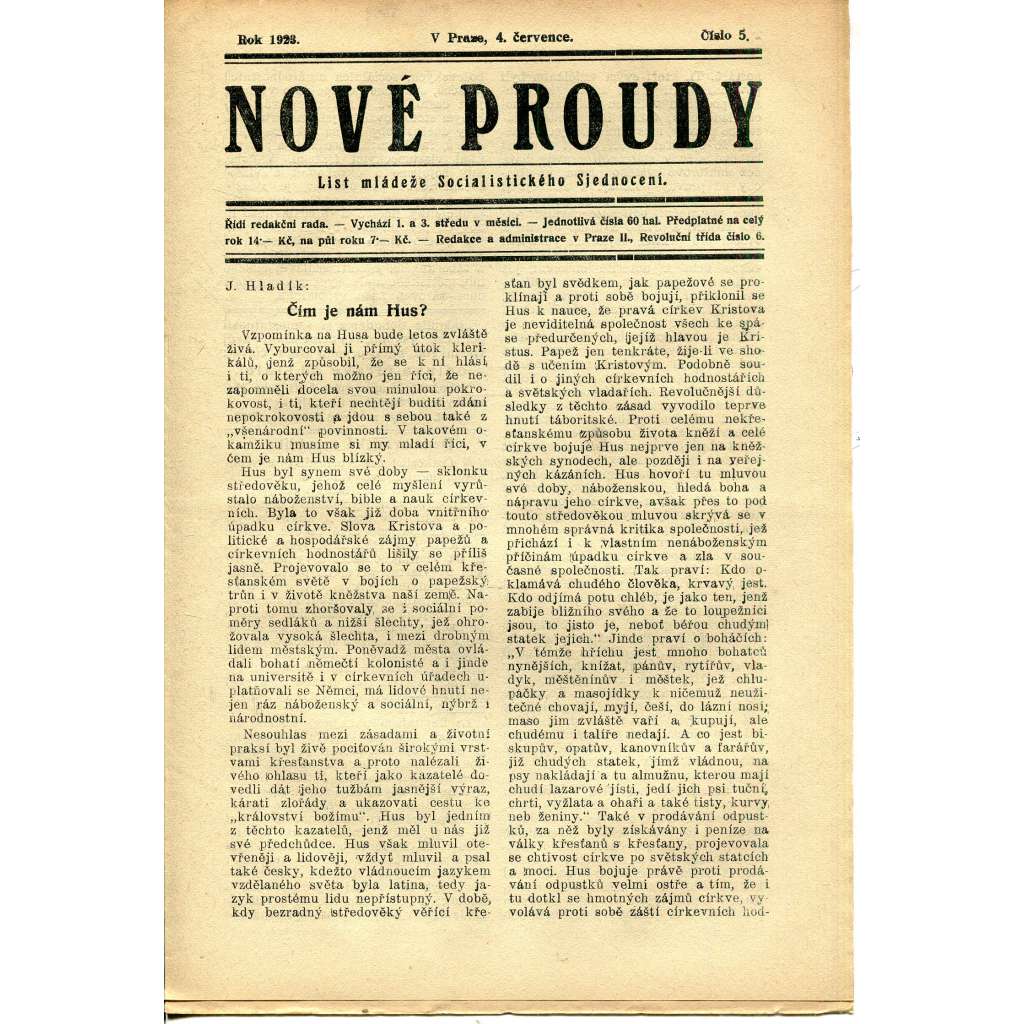 Rok 1923.
V Praze, 4. července.
Číslo 5.
NOVÉ PROUDY
List mládeže Socialistického Sjednocení.
Řídí redakční rada. — Vychází 1. a 3. středu v měsíci. — Jednotlivá čísla 60 hal. Předplatné na celý
rok 14·— Kč, na půl roku 7·— Kč. — Redakce a administrace v Praze II., Revoluční třída číslo 6.
J. Hladík:
Čím je nám Hus?
Vzpomínka na Husa bude letos zvláště
živá. Vyburcoval ji přímý útok kleri-
kálů, jenž způsobil, že se k ní hlásí
i ti, o kterých možno jen říci, že ne-
zapomněli docela svou minulou pokro-
kovost, i ti, kteří nechtějí buditi zdání
nepokrokovosti a jdou s sebou také z
„všenárodní“ povinnosti. V takovém o-
kamžiku musíme si my mladí říci, v
čem je nám Hus blízký.
Hus byl synem své doby — sklonku
středověku, jehož celé myšlení vyrů-
stalo náboženství, bible a nauk církev-
ních. Byla to však již doba vnitřního
úpadku církve. Slova Kristova a po-
litické a hospodářské zájmy papežů a
církevních hodnostářů lišily se příliš
jasně. Projevovalo se to v celém kře-
sťanském světě v bojích o papežský
trůn i v životě kněžstva naší země. Na-
proti tomu zhoršovaly se i sociální po-
měry sedláků a nižší šlechty, jež ohro-
žovala vysoká šlechta, i mezi drobným
lidem městským. Poněvadž města ovlá-
dali bohatí němečtí kolonisté a i jinde
na universitě i v církevních úřadech u-
platňovali se Němci, má lidové hnutí ne-
jen ráz náboženský a sociální, nýbrž i
národnostní.
Nesouhlas mezi zásadami a životní
praksí byl živě pociťován širokými vrst-
vami křesťanstva a proto nalézali ži-
vého ohlasu ti, kteří jako kazatelé do-
vedli dát jeho tužbám jasnější výraz,
kárati zlořády a ukazovati cestu ke
„království božímu“. Hus byl jedním
z těchto kazatelů, jenž měl u nás již
své předchůdce. Hus však mluvil ote-
vřeněji a lidověji, vždyť mluvil a psal
také česky, kdežto vládnoucím jazykem
vzdělaného světa byla latina, tedy ja-
zyk prostému lidu nepřístupný. V době,
kdy bezradný středověký věřící kře-
sťan byl svědkem, jak papežové se pro-
klínají a proti sobě bojují, přiklonil se
Hus k nauce, že pravá církev Kristova
je neviditelná společnost všech ke spá-
se předurčených, jejíž hlavou je Kri-
stus. Papež jen tenkráte, žije-li ve sho-
dě s učením Kristovým. Podobně sou-
dil i o jiných církevních hodnostářích
a světských vladařích. Revolučnější dů-
sledky z těchto zásad vyvodilo teprve
hnutí táboritské. Proti celému nekře-
sťanskému způsobu života kněží a celé
církve bojuje Hus nejprve jen na kněž-
ských synodech, ale později i na veřej-
ných kázáních. Hus hovoří tu mluvou
své doby, náboženskou, hledá boha a
nápravu jeho církve, avšak přes to pod
touto středověkou mluvou skrývá se v
mnohém správná kritika společnosti, jež
přichází i k vlastním nenáboženským
příčinám úpadku církve a zla v sou-
časné společnosti. Tak praví: Kdo o-
klamává chudého člověka, krvavý jest.
Kdo odjímá potu chléb, je jako ten, jenž
zabije bližního svého a že to loupežníci
jsou, to jisto je, neboť béřou chudým
statek jejich.“ Jinde praví o boháčích:
„V témže hříchu jest mnoho bohatců
nynějších, knížat, pánův, rytířův, vla-
dyk, měštěnínův i měštek, jež chlu-
páčky a masojídky k ničemuž neuži-
tečné chovají, myjí, češí, do lázní nosí,
maso jim zvláště vaří a kupují, ale
chudému i talíře nedají. A co jest bi-
skupův, opatův, kanovníkův a farářův,
již chudých statek, jímž vládnou, na
psy nakládají a tu almužnu, kterou mají
chudí lazarové jísti, jedí jich psi tuční,
chrti, vyžlata a ohaři a také tisty, kurvy
neb ženiny.“ Také v prodávání odpust-
ků, za něž byly získávány i peníze na
války křesťanů s křesťany, projevovala
se chtivost církve po světských statcích
a moci. Hus bojuje právě proti prodá-
vání odpustků velmi ostře a tím, že i
tu dotkl se hmotných zájmů církve, vy-
volává proti sobě záští církevních hod-